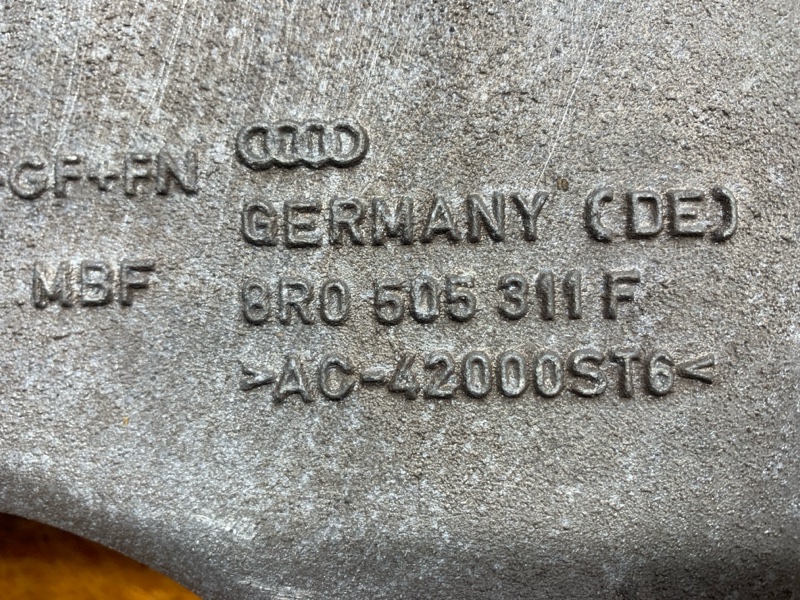 +GF+FN
GERMANY (DE)
MBF
8R0 505 311 F
>AC-42000ST6<